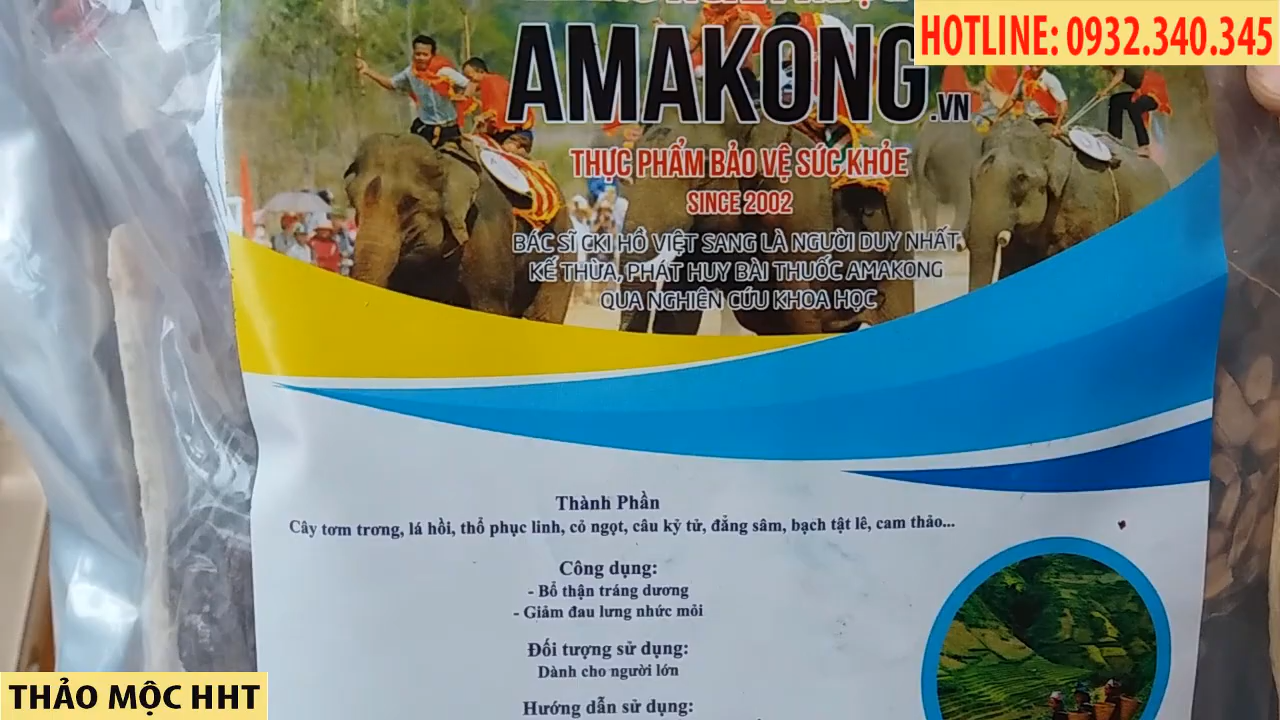 HOTLINE: 0932.340.345
AMAKONG.VN
THỰC PHẨM BẢO VỆ SỨC KHỎE
SINCE 2002
BÁC SĨ CKI HỒ VIỆT SANG LÀ NGƯỜI DUY NHẤT
KẾ THỪA, PHÁT HUY BÀI THUỐC AMAKONG
QUA NGHIÊN CỨU KHOA HỌC
Thành Phần
Cây tơm trơng, lá hồi, thổ phục linh, cỏ ngọt, câu kỷ tử, đẳng sâm, bạch tật lê, cam thảo...
Công dụng:
- Bổ thận tráng dương
- Giảm đau lưng nhức mỏi
Đối tượng sử dụng:
Dành cho người lớn
Hướng dẫn sử dụng:
THẢO MỘC HHT